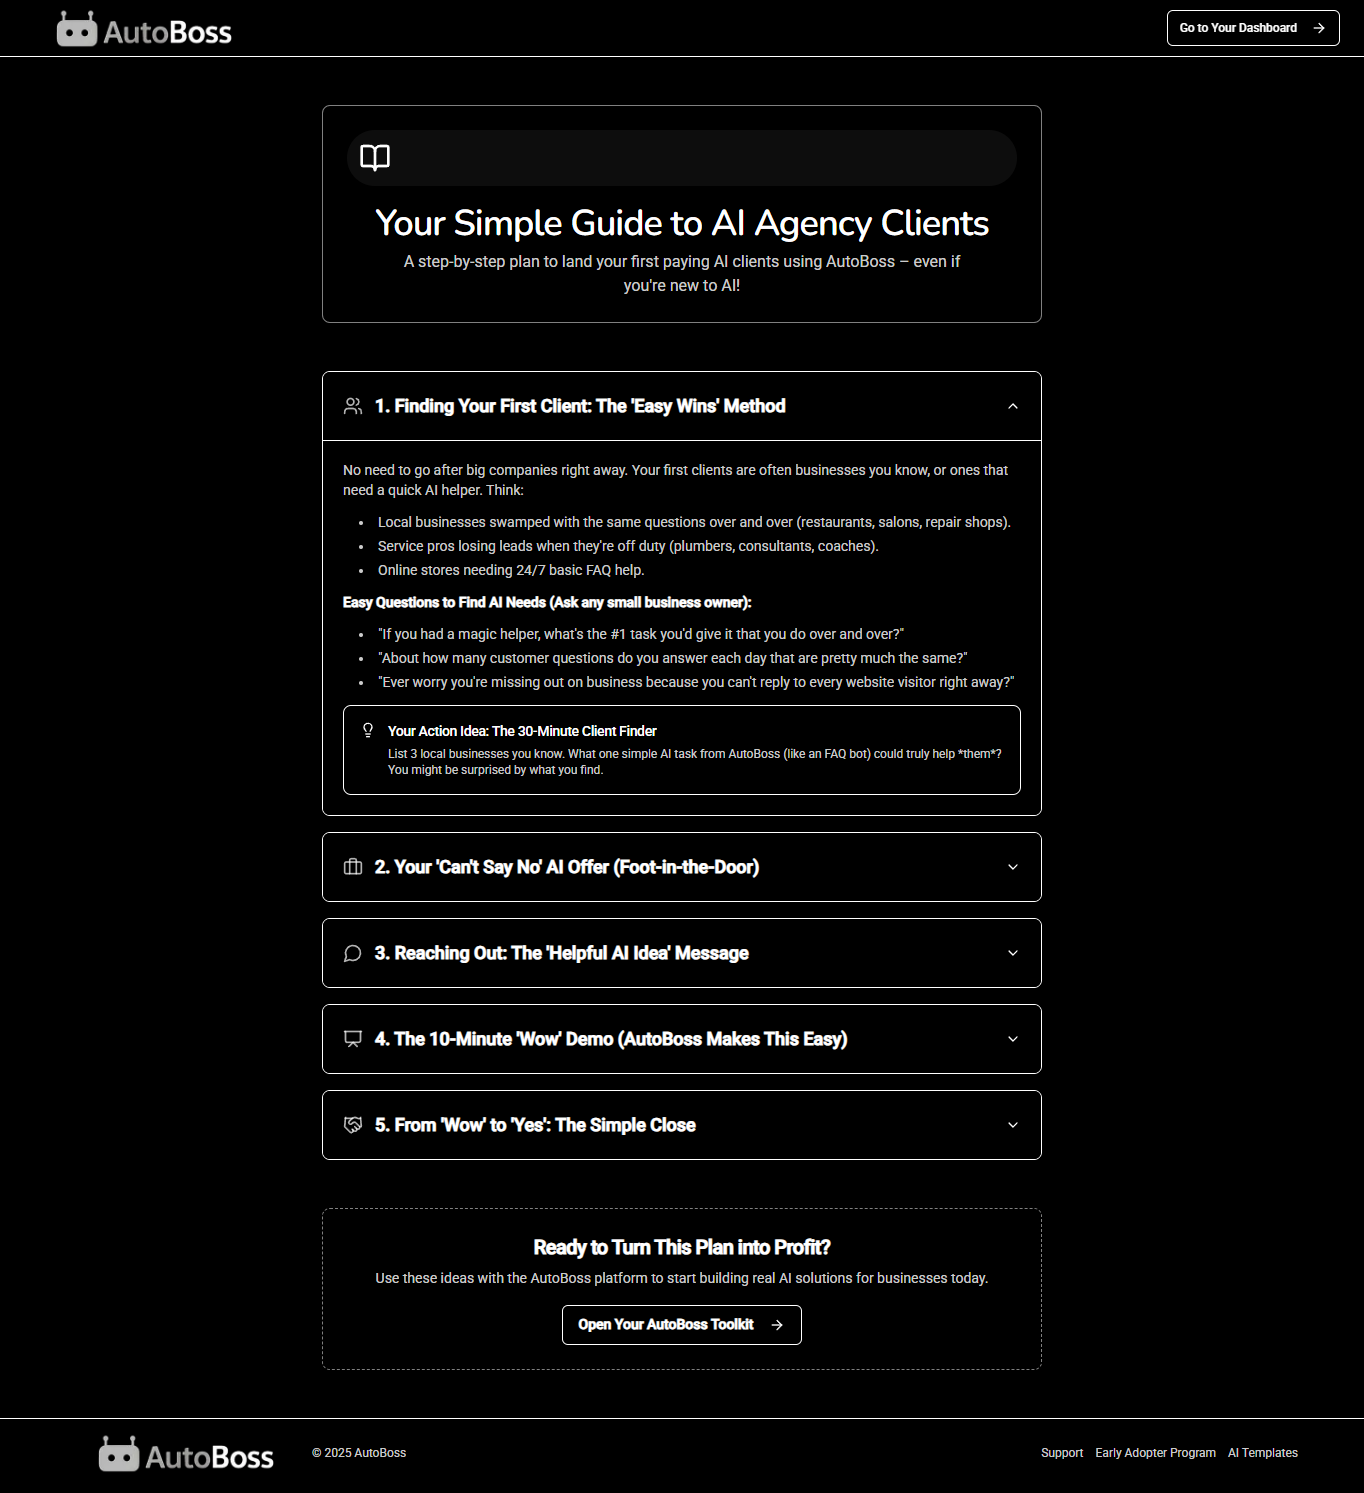 AutoBoss
Go to Your Dashboard
Your Simple Guide to AI Agency Clients
A step-by-step plan to land your first paying AI clients using AutoBoss – even if
you're new to AI!
1. Finding Your First Client: The 'Easy Wins' Method
No need to go after big companies right away. Your first clients are often businesses you know, or ones that
need a quick AI helper. Think:
• Local businesses swamped with the same questions over and over (restaurants, salons, repair shops).
• Service pros losing leads when they're off duty (plumbers, consultants, coaches).
• Online stores needing 24/7 basic FAQ help.
Easy Questions to Find AI Needs (Ask any small business owner):
• "If you had a magic helper, what's the #1 task you'd give it that you do over and over?"
• "About how many customer questions do you answer each day that are pretty much the same?"
• "Ever worry you're missing out on business because you can't reply to every website visitor right away?"
Your Action Idea: The 30-Minute Client Finder
List 3 local businesses you know. What one simple AI task from AutoBoss (like an FAQ bot) could truly help *them*?
You might be surprised by what you find.
2. Your 'Can't Say No' AI Offer (Foot-in-the-Door)
3. Reaching Out: The 'Helpful AI Idea' Message
4. The 10-Minute 'Wow' Demo (AutoBoss Makes This Easy)
5. From 'Wow' to 'Yes': The Simple Close
Ready to Turn This Plan into Profit?
Use these ideas with the AutoBoss platform to start building real AI solutions for businesses today.
Open Your AutoBoss Toolkit
AutoBoss
© 2025 AutoBoss
Support Early Adopter Program AI Templates